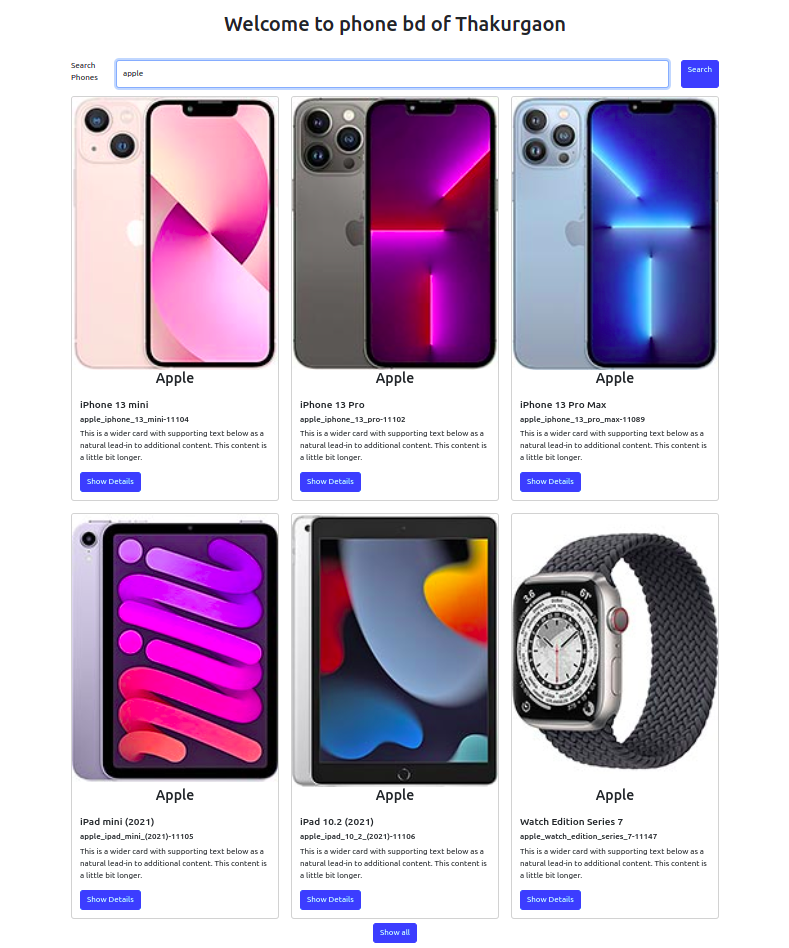 Welcome to phone bd of Thakurgaon
Search
Phones
apple
Search
Apple
iPhone 13 mini
apple_iphone_13_mini-11104
This is a wider card with supporting text below as a
natural lead-in to additional content. This content is
a little bit longer.
Show Details
Apple
iPhone 13 Pro
apple_iphone_13_pro-11102
This is a wider card with supporting text below as a
natural lead-in to additional content. This content is
a little bit longer.
Show Details
Apple
iPhone 13 Pro Max
apple_iphone_13_pro_max-11089
This is a wider card with supporting text below as a
natural lead-in to additional content. This content is
a little bit longer.
Show Details
Apple
iPad mini (2021)
apple_ipad_mini_(2021)-11105
This is a wider card with supporting text below as a
natural lead-in to additional content. This content is
a little bit longer.
Show Details
Apple
iPad 10.2 (2021)
apple_ipad_10_2_(2021)-11106
This is a wider card with supporting text below as a
natural lead-in to additional content. This content is
a little bit longer.
Show Details
Apple
Watch Edition Series 7
apple_watch_edition_series_7-11147
This is a wider card with supporting text below as a
natural lead-in to additional content. This content is
a little bit longer.
Show Details
Show all